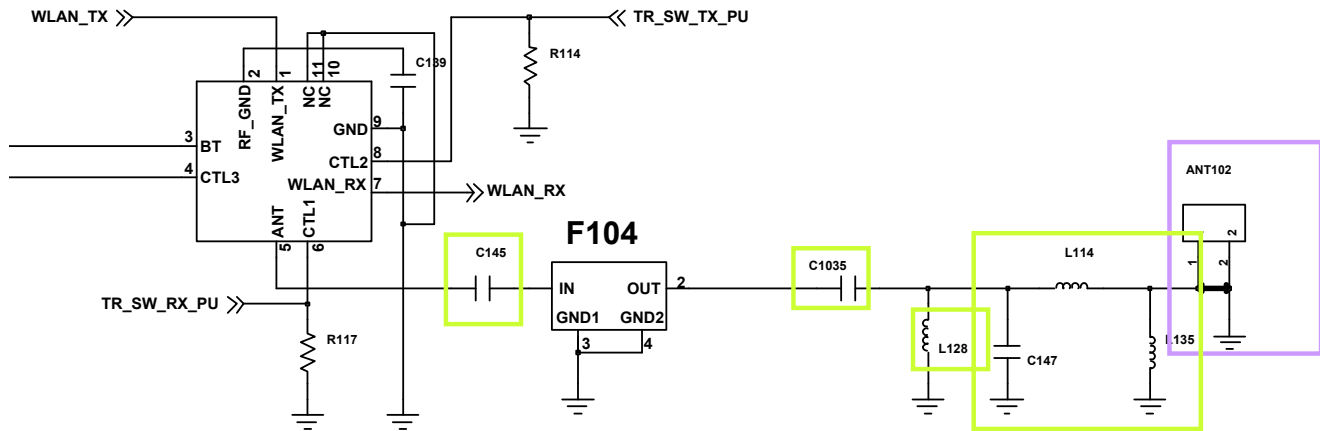 WLAN_TX
TR_SW_TX_PU
R114
C139
2
1
11
10
RF_GND
WLAN_TX
NC
NC
3
BT
4
CTL3
GND
9
CTL2
8
WLAN_RX
7
WLAN_RX
ANT
CTL1
5
6
TR_SW_RX_PU
R117
C145
F104
IN
OUT
2
GND1
GND2
3
4
C1035
L128
C147
L114
L135
ANT102
2
1
2